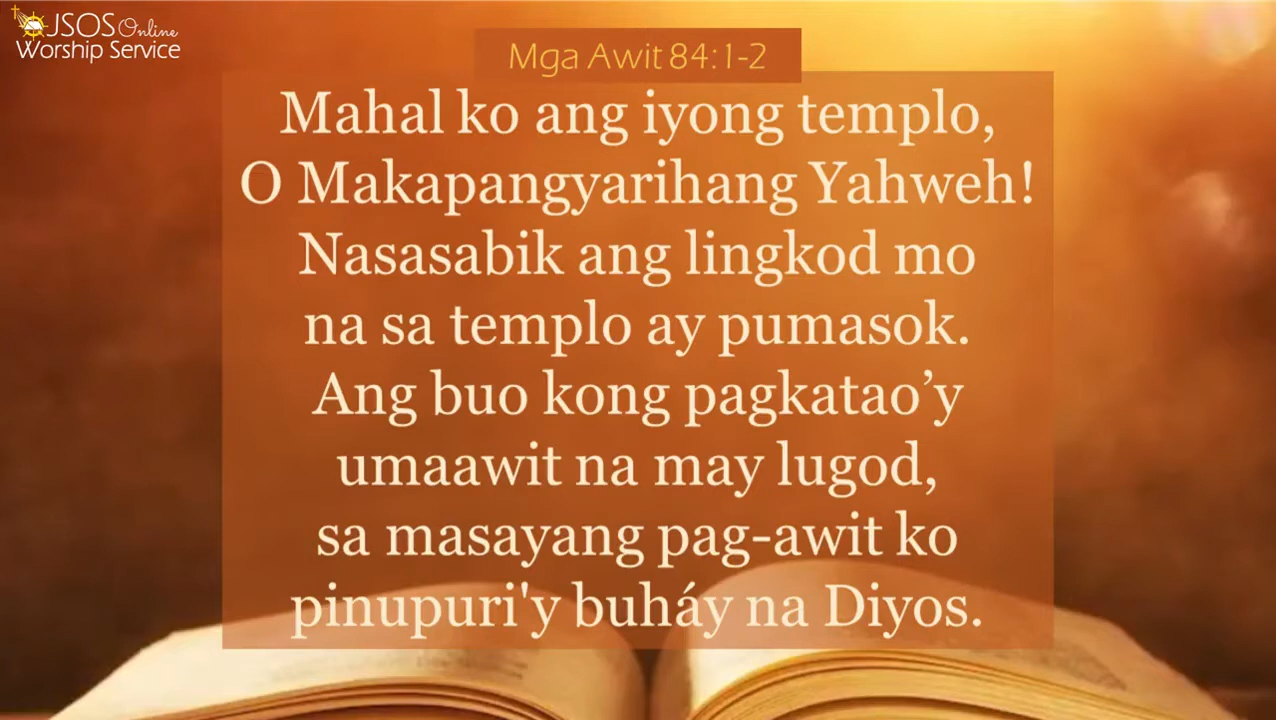 JSOS Online
Worship Service
Mga Awit 84:1-2
Mahal ko ang iyong templo,
O Makapangyarihang Yahweh!
Nasasabik ang lingkod mo
na sa templo ay pumasok.
Ang buo kong pagkatao’y
umaawit na may lugod,
sa masayang pag-awit ko
pinupuri'y buháy na Diyos.